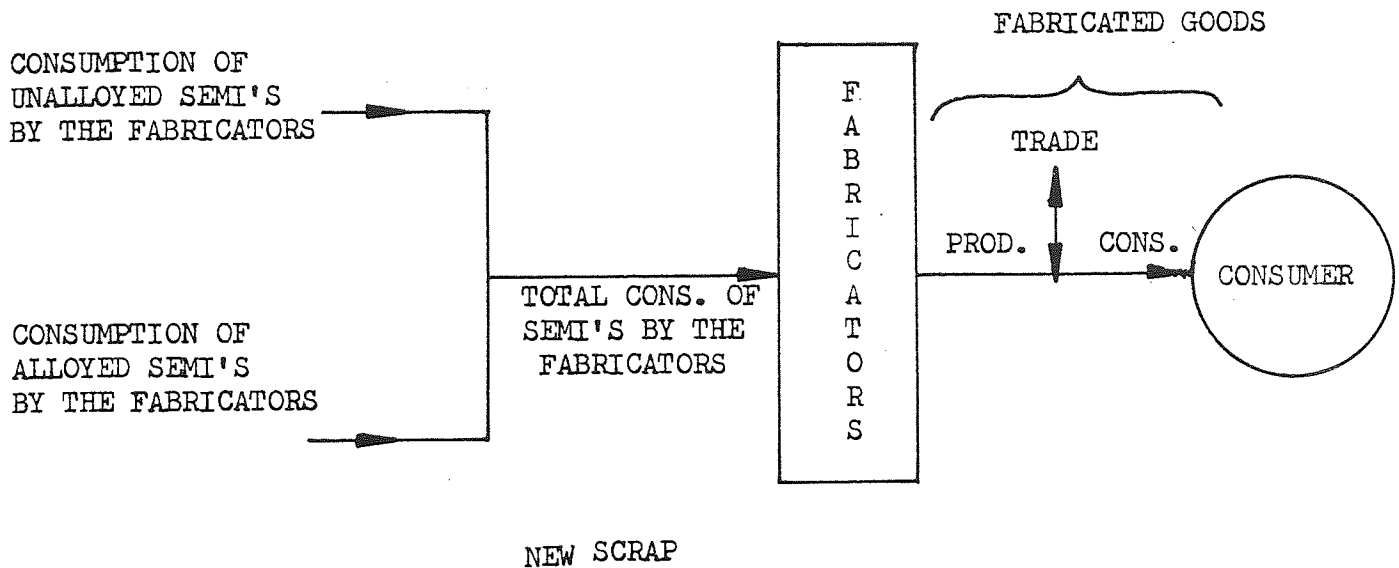 FABRICATED GOODS
CONSUMPTION OF
UNALLOYED SEMI'S
BY THE FABRICATORS
FABRICATORS
TRADE
PROD.
CONS.
CONSUMER
TOTAL CONS. OF
SEMI'S BY THE
FABRICATORS
CONSUMPTION OF
ALLOYED SEMI'S
BY THE FABRICATORS
NEW SCRAP